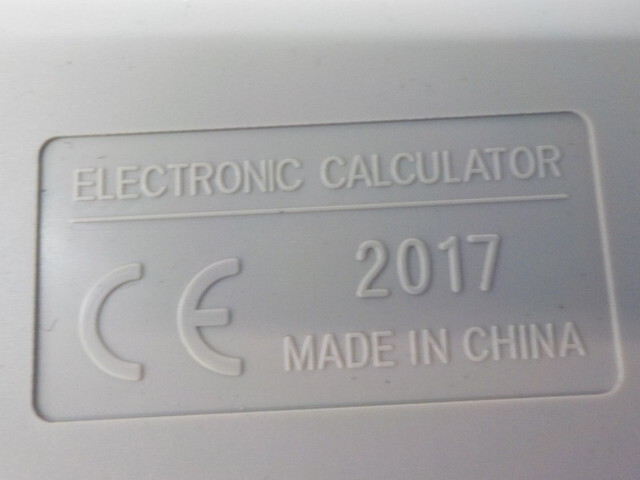 ELECTRONIC CALCULATOR
CE 2017
MADE IN CHINA